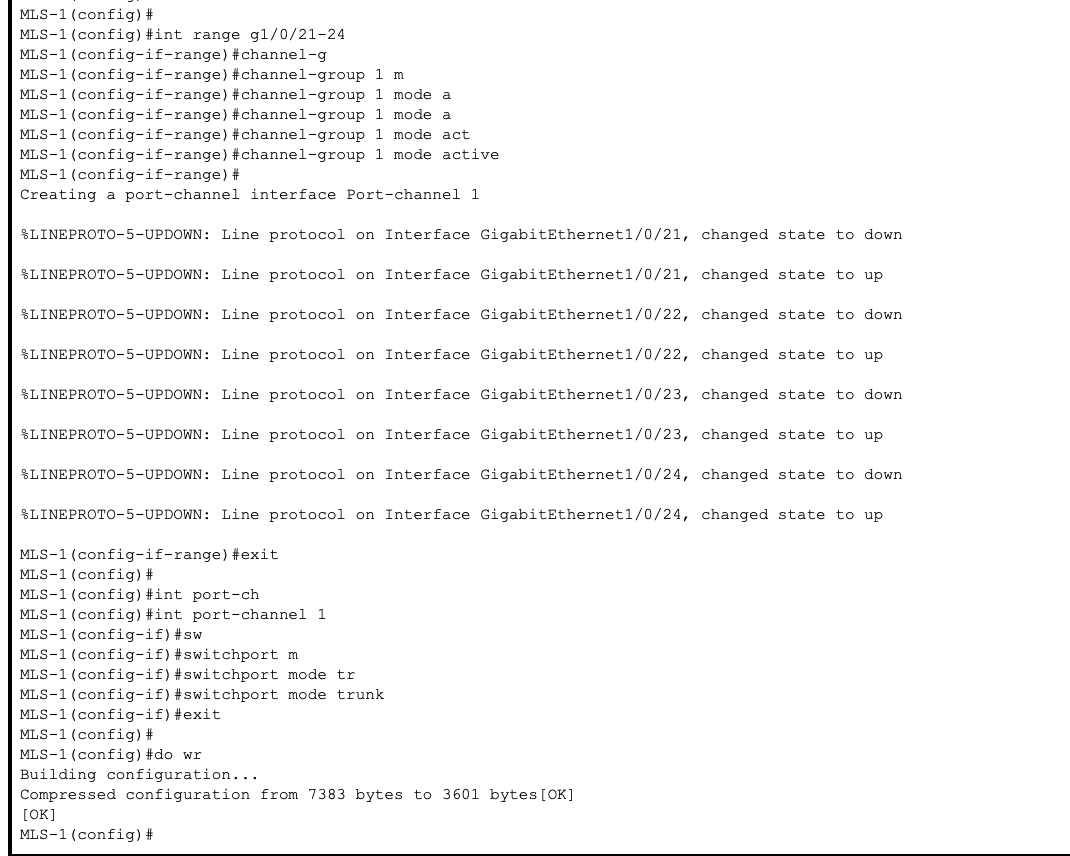 MLS-1(config)#
MLS-1(config)#int range g1/0/21-24
MLS-1(config-if-range)#channel-g
MLS-1(config-if-range)#channel-group 1 m
MLS-1(config-if-range)#channel-group 1 mode a
MLS-1(config-if-range)#channel-group 1 mode a
MLS-1(config-if-range)#channel-group 1 mode act
MLS-1(config-if-range)#channel-group 1 mode active
MLS-1(config-if-range)#
Creating a port-channel interface Port-channel 1
%LINEPROTO-5-UPDOWN: Line protocol on Interface GigabitEthernet1/0/21, changed state to down
%LINEPROTO-5-UPDOWN: Line protocol on Interface GigabitEthernet1/0/21, changed state to up
%LINEPROTO-5-UPDOWN: Line protocol on Interface GigabitEthernet1/0/22, changed state to down
%LINEPROTO-5-UPDOWN: Line protocol on Interface GigabitEthernet1/0/22, changed state to up
%LINEPROTO-5-UPDOWN: Line protocol on Interface GigabitEthernet1/0/23, changed state to down
%LINEPROTO-5-UPDOWN: Line protocol on Interface GigabitEthernet1/0/23, changed state to up
%LINEPROTO-5-UPDOWN: Line protocol on Interface GigabitEthernet1/0/24, changed state to down
%LINEPROTO-5-UPDOWN: Line protocol on Interface GigabitEthernet1/0/24, changed state to up
MLS-1(config-if-range)#exit
MLS-1(config)#
MLS-1(config)#int port-ch
MLS-1(config)#int port-channel 1
MLS-1(config-if)#sw
MLS-1(config-if)#switchport m
MLS-1(config-if)#switchport mode tr
MLS-1(config-if)#switchport mode trunk
MLS-1(config-if)#exit
MLS-1(config)#
MLS-1(config)#do wr
Building configuration...
Compressed configuration from 7383 bytes to 3601 bytes[OK]
[OK]
MLS-1(config)#